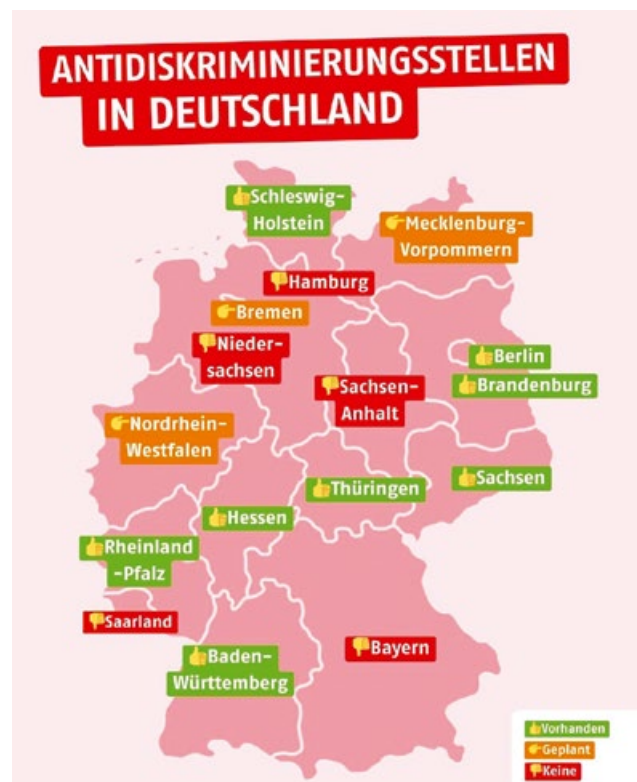 ANTIDISKRIMINIERUNGSSTELLEN
IN DEUTSCHLAND
👍Schleswig-
Holstein
👉Mecklenburg-
Vorpommern
👎Hamburg
👉Bremen
👎Nieder-
sachsen
👍Berlin
👍Brandenburg
👎Sachsen-
Anhalt
👉Nordrhein-
Westfalen
👍Sachsen
👍Thüringen
👍Hessen
👍Rheinland
-Pfalz
👎Saarland
👎Bayern
👍Baden-
Württemberg
👍Vorhanden
👉Geplant
👎Keine